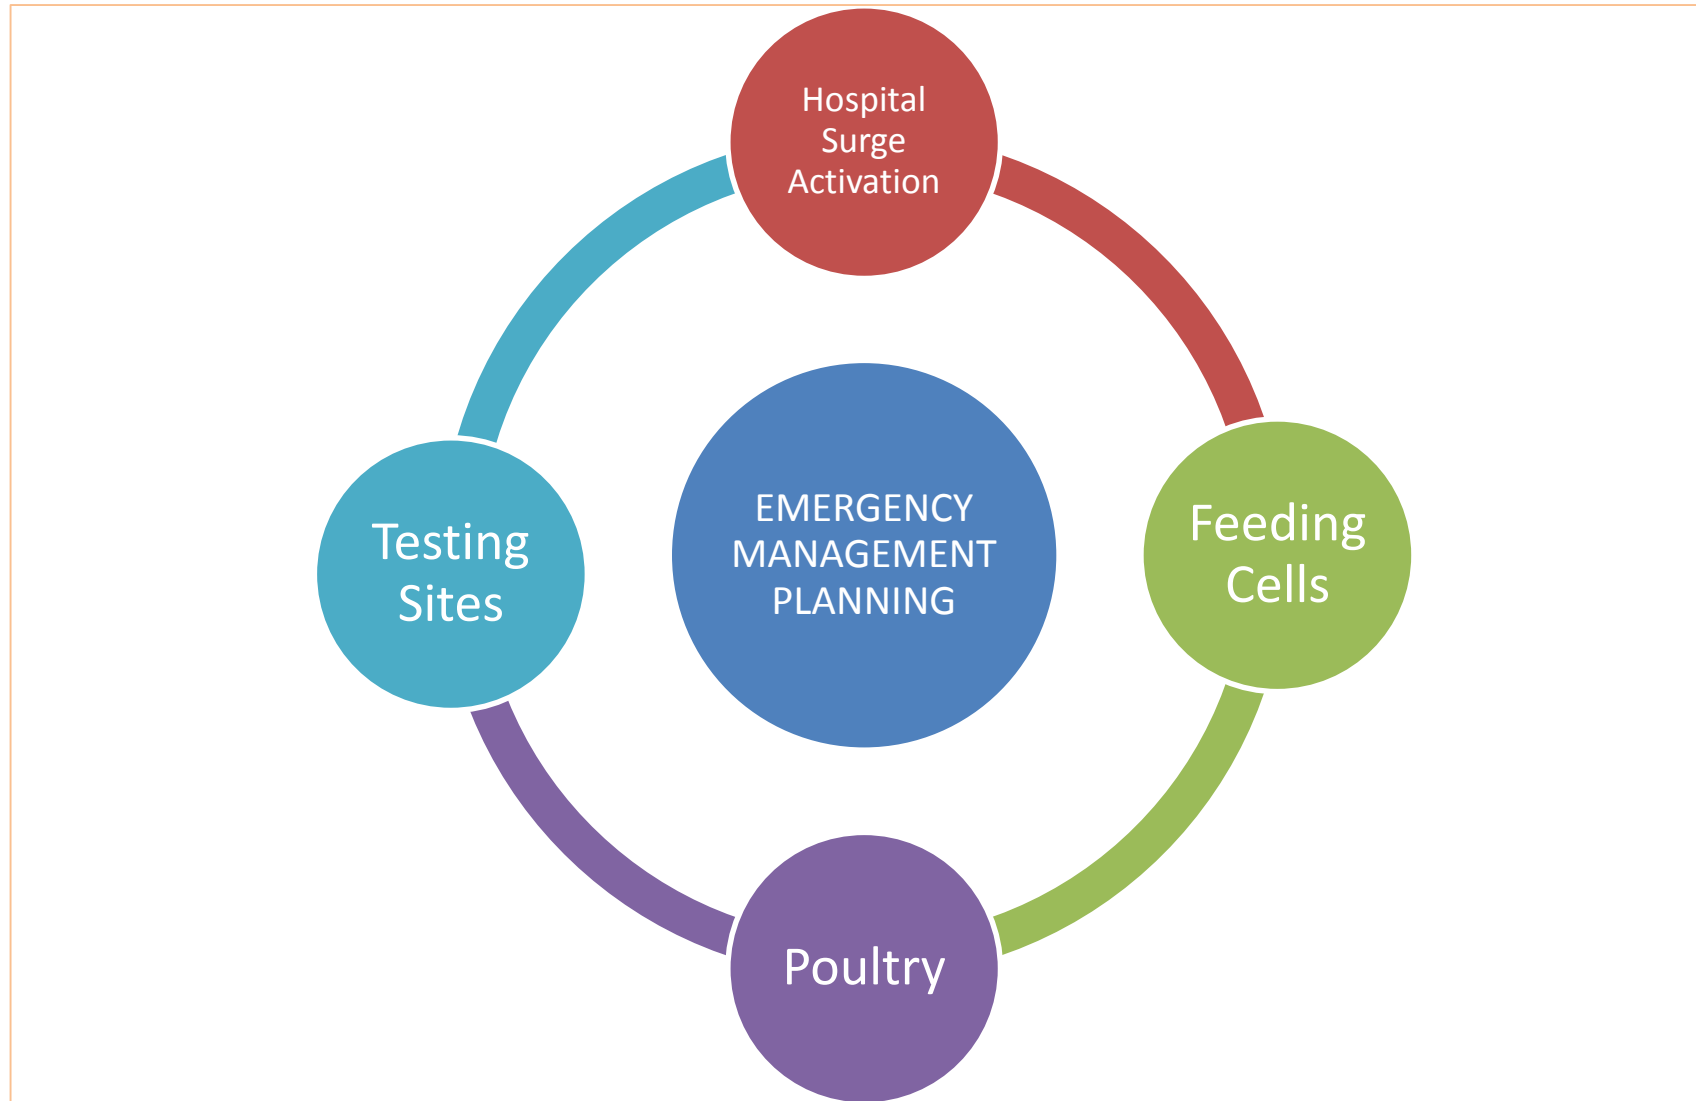 Hospital
Surge
Activation
EMERGENCY
MANAGEMENT
PLANNING
Feeding
Cells
Testing
Sites
Poultry